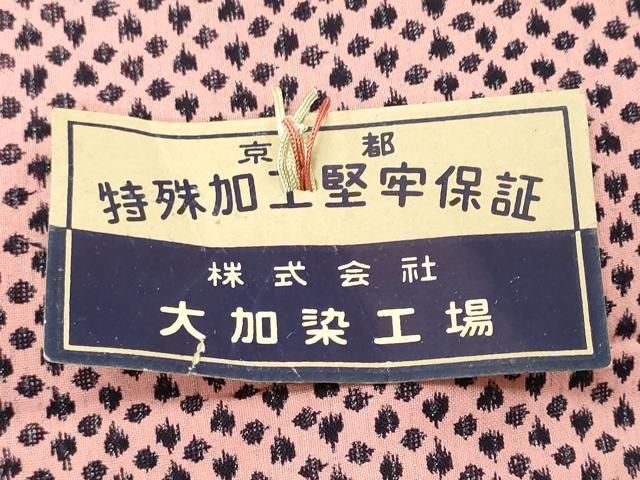 京都
特殊加工堅牢保証
株式会社
大加染工場